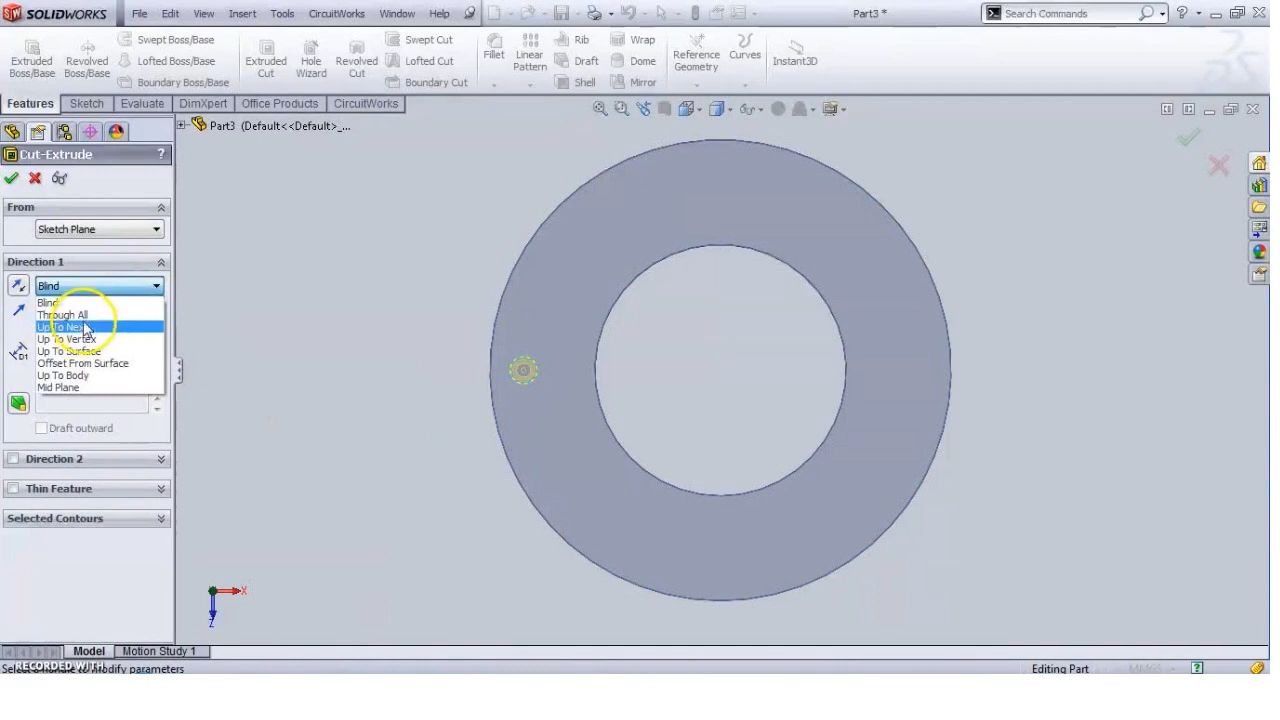 SOLIDWORKS File Edit View Insert Tools CircuitWorks Window Help Part3 * Search Commands
Extruded Boss/Base
Revolved Boss/Base
Swept Boss/Base
Lofted Boss/Base
Boundary Boss/Base
Extruded Cut
Hole Wizard
Revolved Cut
Swept Cut
Lofted Cut
Boundary Cut
Fillet
Linear Pattern
Rib
Draft
Shell
Wrap
Dome
Mirror
Reference Geometry
Curves
Instant3D
Features Sketch Evaluate DimXpert Office Products CircuitWorks
Part3 (Default<<Default>_...
Cut-Extrude ?
From
Sketch Plane
Direction 1
Blind
Blind
Through All
Up To Next
Up To Vertex
Up To Surface
Offset From Surface
Up To Body
Mid Plane
D1
Draft outward
Direction 2
Thin Feature
Selected Contours
X
Z
Model Motion Study 1
RECORDED WITH
Editing Part MMGS